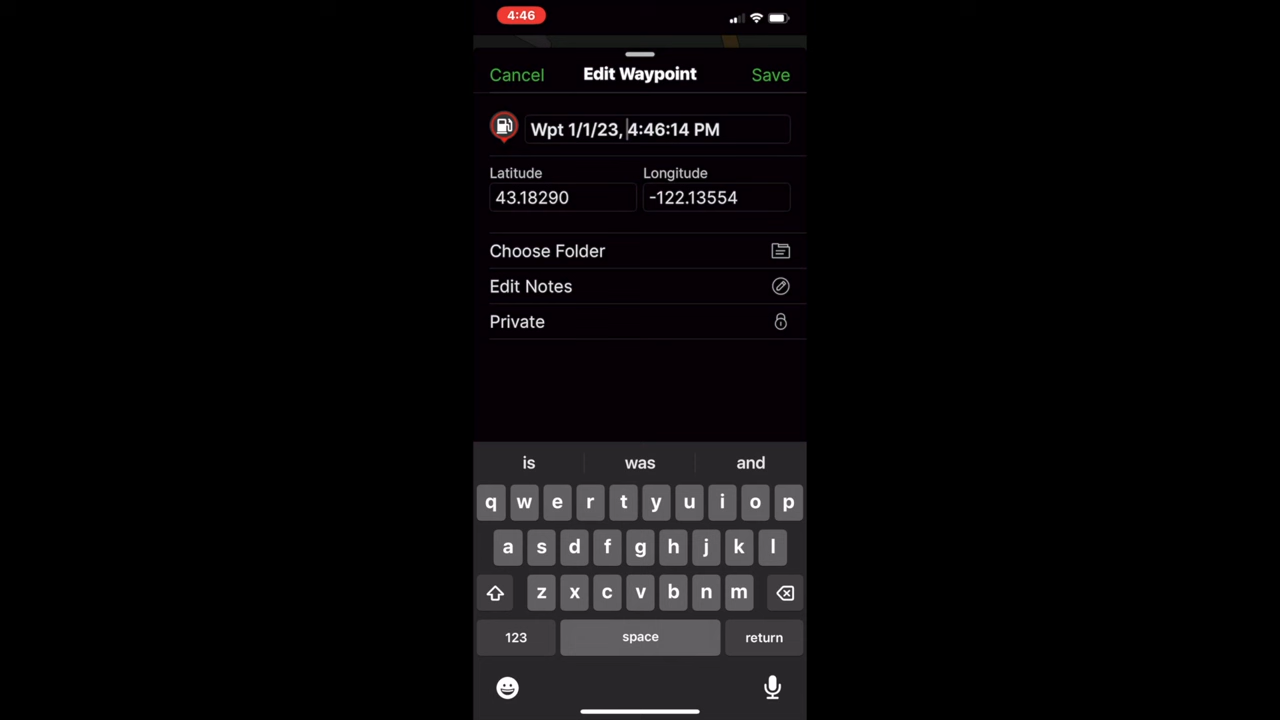 4:46
Cancel Edit Waypoint Save
Wpt 1/1/23, 4:46:14 PM
Latitude Longitude
43.18290 -122.13554
Choose Folder
Edit Notes
Private
is was and
q w e r t y u i o p
a s d f g h j k l
z x c v b n m
123 space return